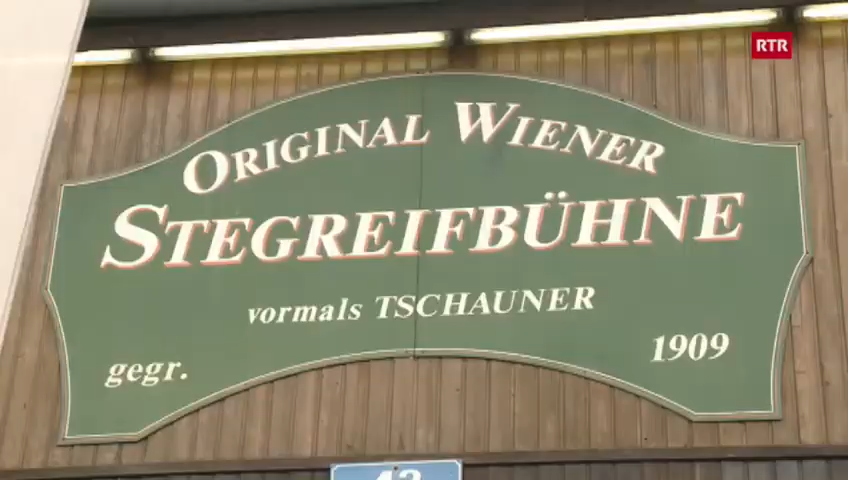 RTR
ORIGINAL WIENER
STEGREIFBÜHNE
vormals TSCHAUNER
gegr. 1909